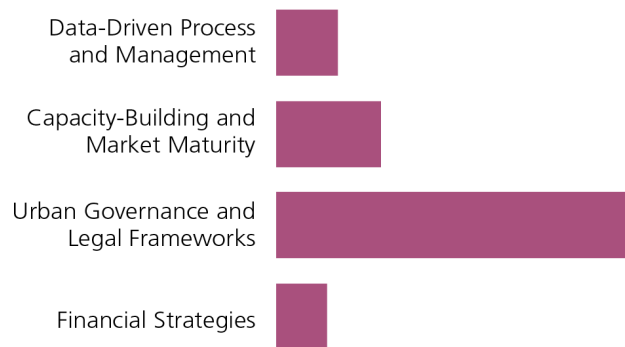 Data-Driven Process
and Management
Capacity-Building and
Market Maturity
Urban Governance and
Legal Frameworks
Financial Strategies